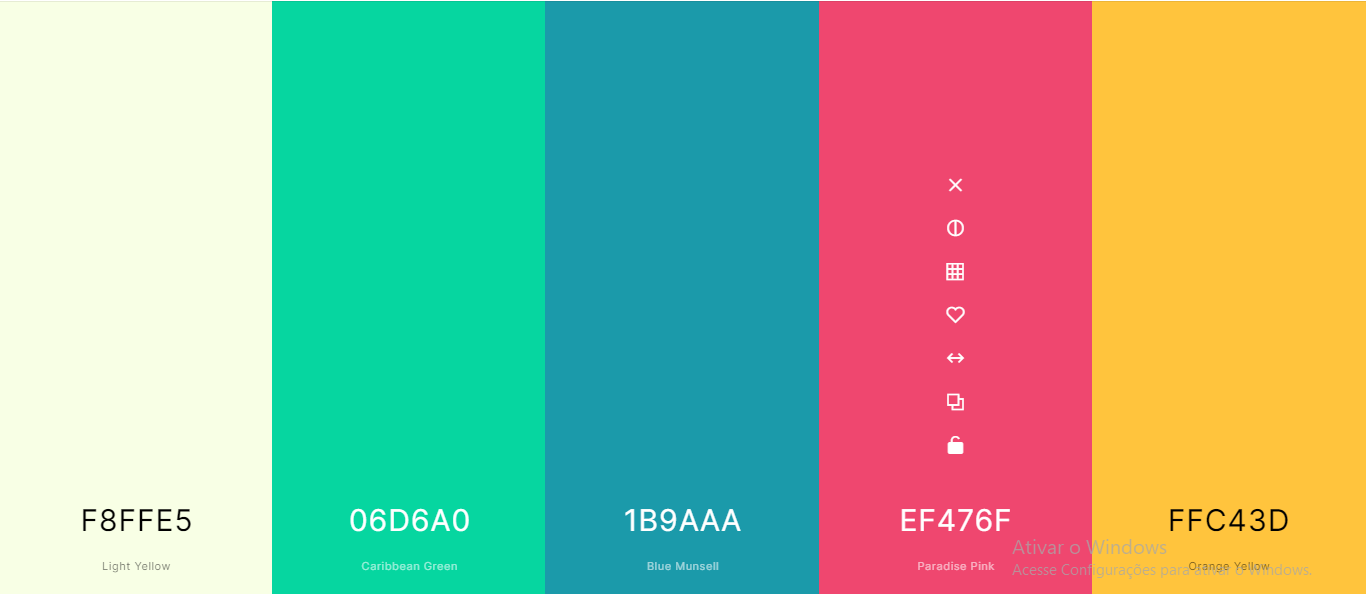 F8FFE5
Light Yellow
06D6A0
Caribbean Green
1B9AAA
Blue Munsell
EF476F
Paradise Pink
FFC43D
Orange Yellow
Ativar o Windows
Acesse Configurações para ativar o Windows.